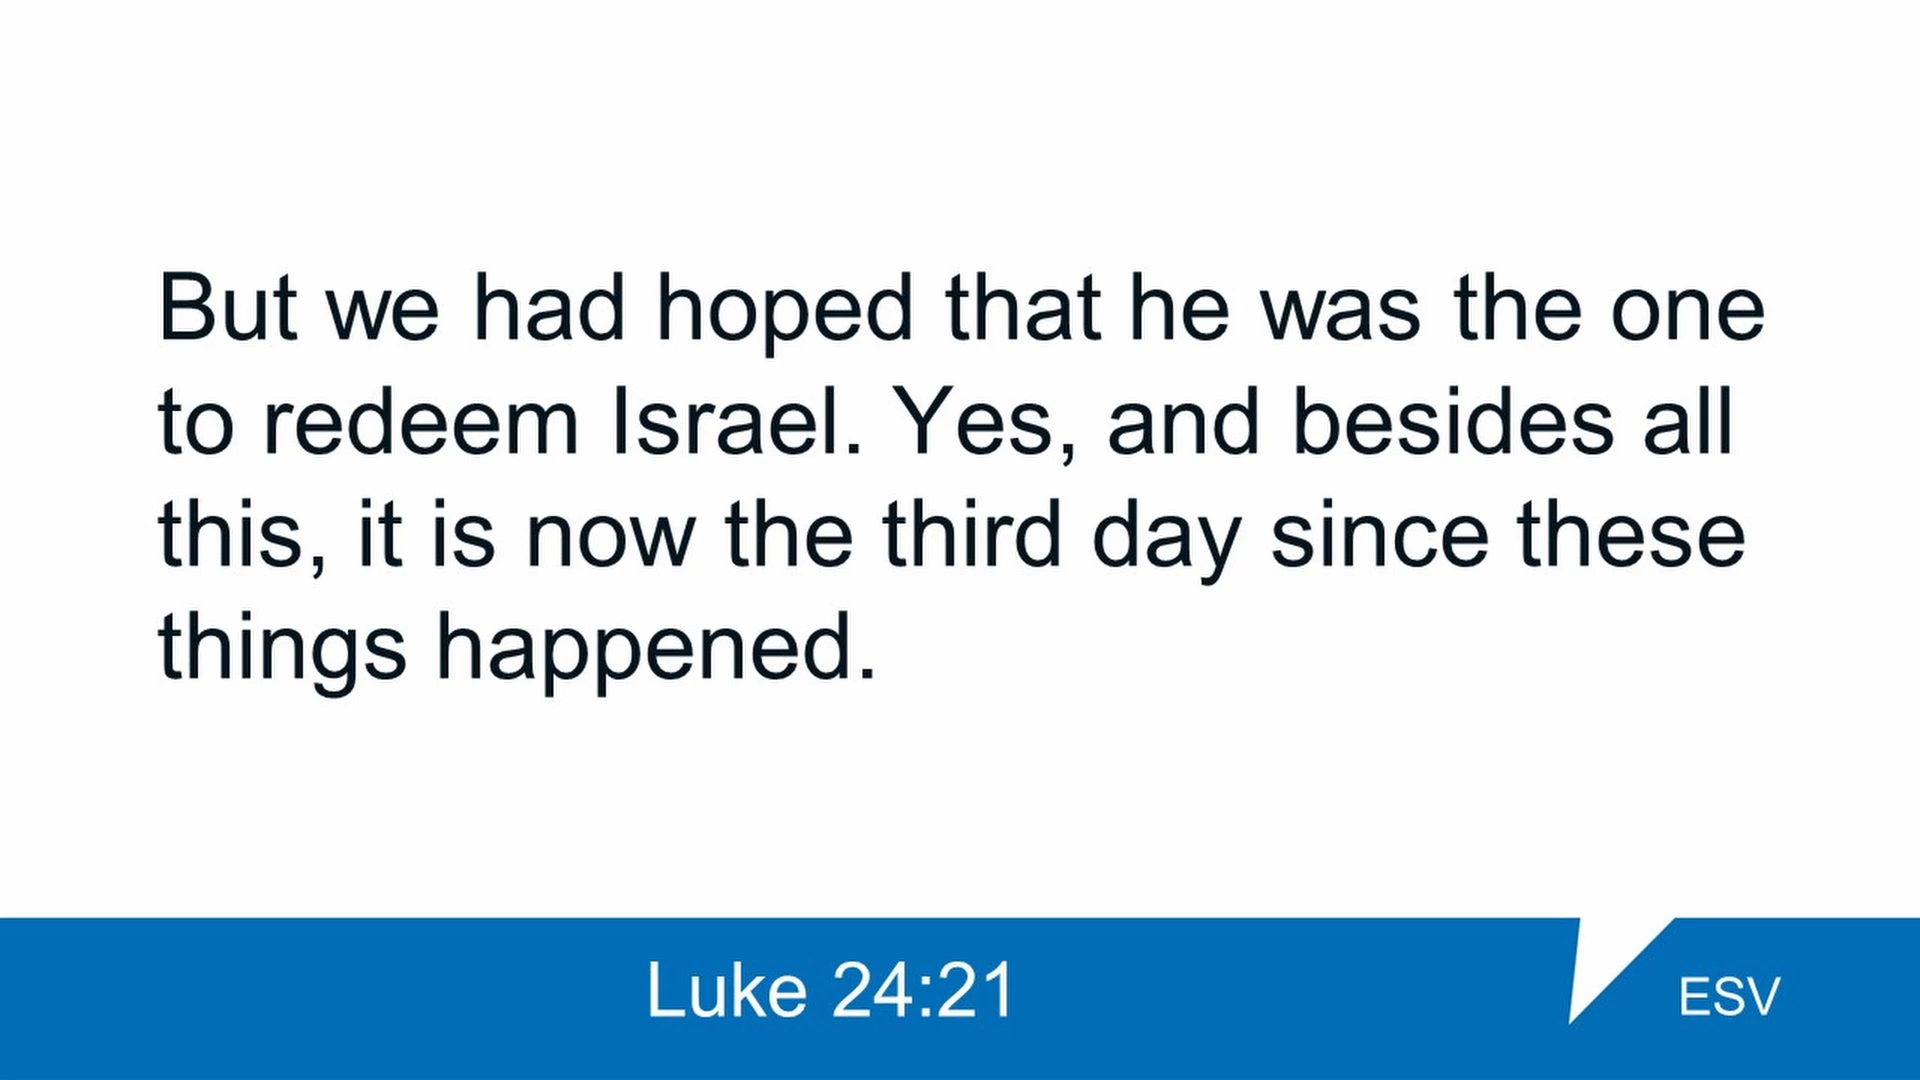 But we had hoped that he was the one
to redeem Israel. Yes, and besides all
this, it is now the third day since these
things happened.
Luke 24:21
ESV